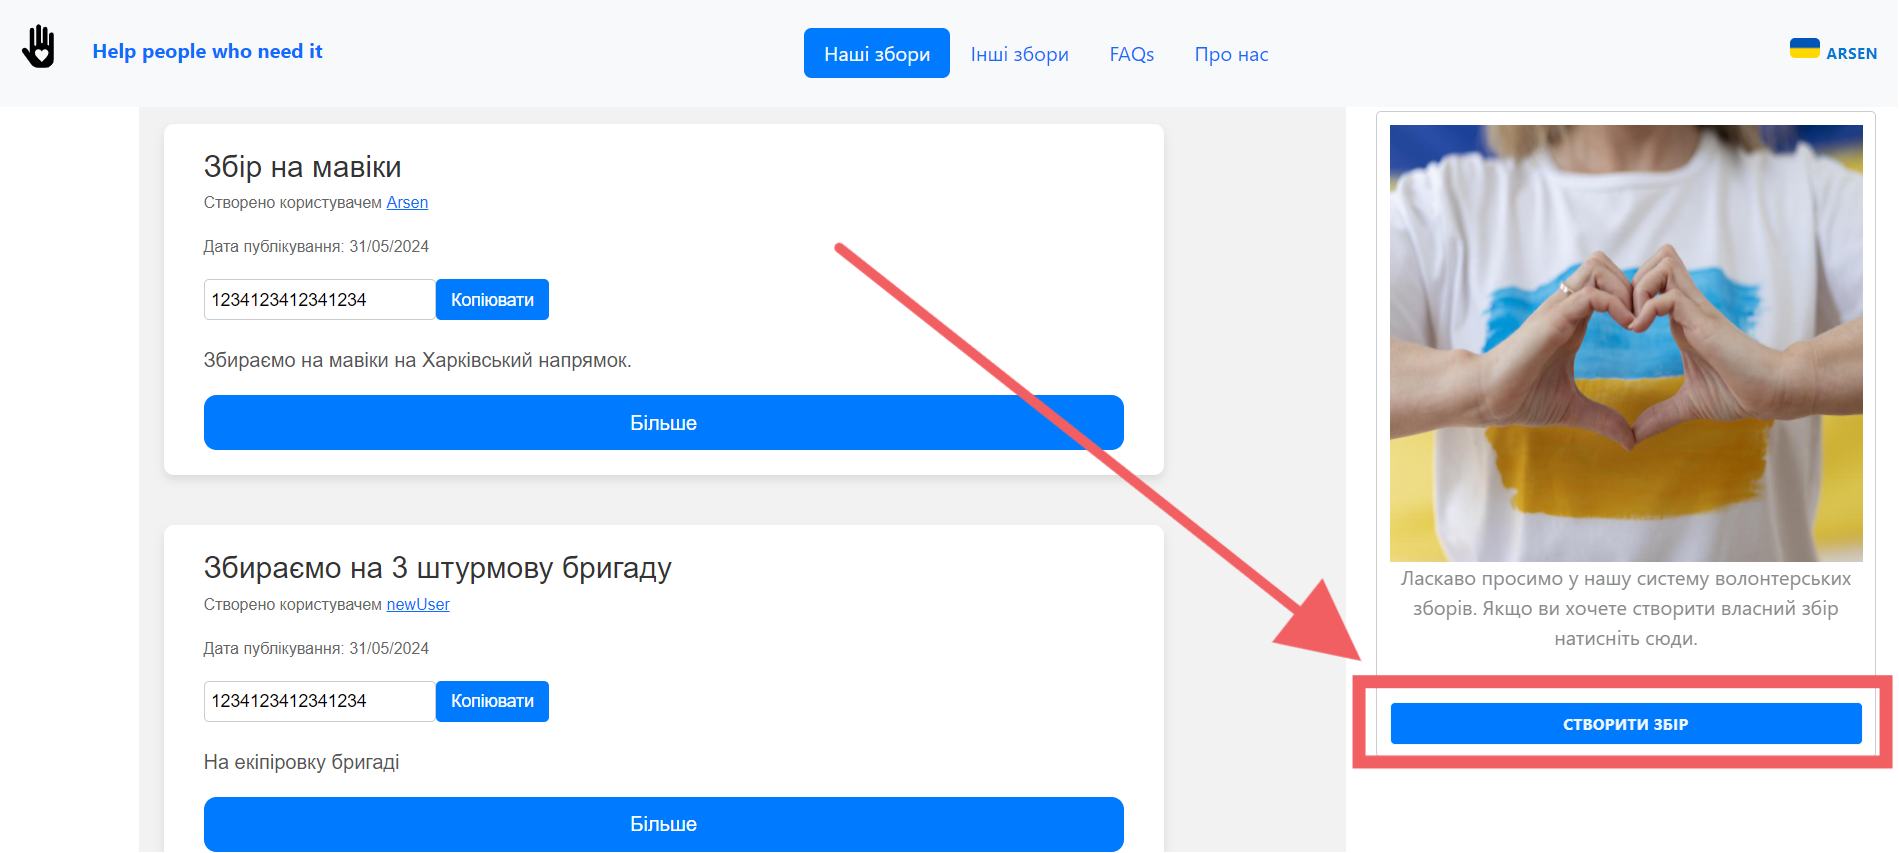 Help people who need it
Наші збори
Інші збори
FAQs
Про нас
ARSEN
Збір на мавіки
Створено користувачем Arsen
Дата публікування: 31/05/2024
1234123412341234
Копіювати
Збираємо на мавіки на Харківський напрямок.
Більше
Збираємо на 3 штурмову бригаду
Створено користувачем newUser
Дата публікування: 31/05/2024
1234123412341234
Копіювати
На екіпіровку бригаді
Більше
Ласкаво просимо у нашу систему волонтерських
зборів. Якщо ви хочете створити власний збір
натисніть сюди.
СТВОРИТИ ЗБІР